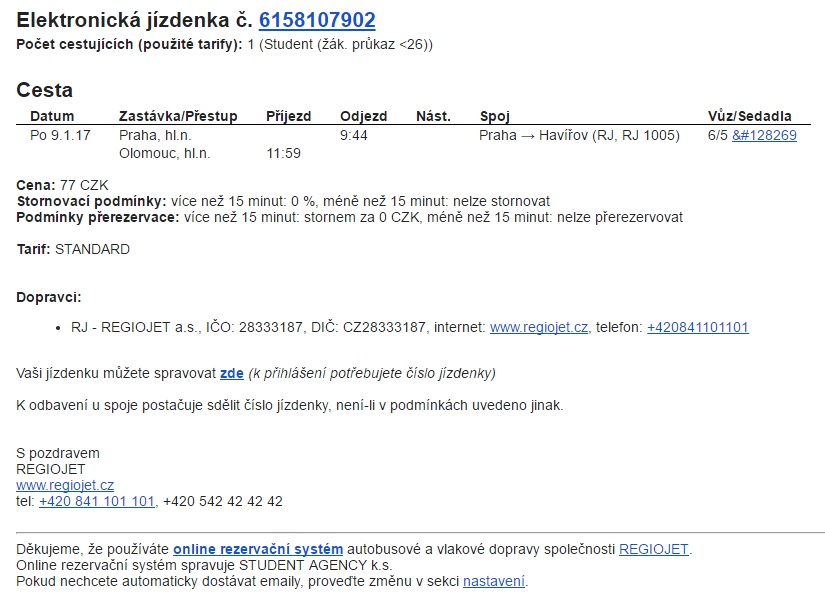 Elektronická jízdenka č. 6158107902
Počet cestujících (použité tarify): 1 (Student (žák. průkaz <26))
Cesta
Datum Zastávka/Přestup Příjezd Odjezd Nást. Spoj Vůz/Sedadla
Po 9.1.17 Praha, hl.n. 9:44 Praha → Havířov (RJ, RJ 1005) 6/5 &#128269
Olomouc, hl.n. 11:59
Cena: 77 CZK
Stornovací podmínky: více než 15 minut: 0 %, méně než 15 minut: nelze stornovat
Podmínky přerezervace: více než 15 minut: stornem za 0 CZK, méně než 15 minut: nelze přerezervovat
Tarif: STANDARD
Dopravci:
• RJ - REGIOJET a.s., IČO: 28333187, DIČ: CZ28333187, internet: www.regiojet.cz, telefon: +420841101101
Vaši jízdenku můžete spravovat zde (k přihlášení potřebujete číslo jízdenky)
K odbavení u spoje postačuje sdělit číslo jízdenky, není-li v podmínkách uvedeno jinak.
S pozdravem
REGIOJET
www.regiojet.cz
tel: +420 841 101 101, +420 542 42 42 42
Děkujeme, že používáte online rezervační systém autobusové a vlakové dopravy společnosti REGIOJET.
Online rezervační systém spravuje STUDENT AGENCY k.s.
Pokud nechcete automaticky dostávat emaily, proveďte změnu v sekci nastavení.